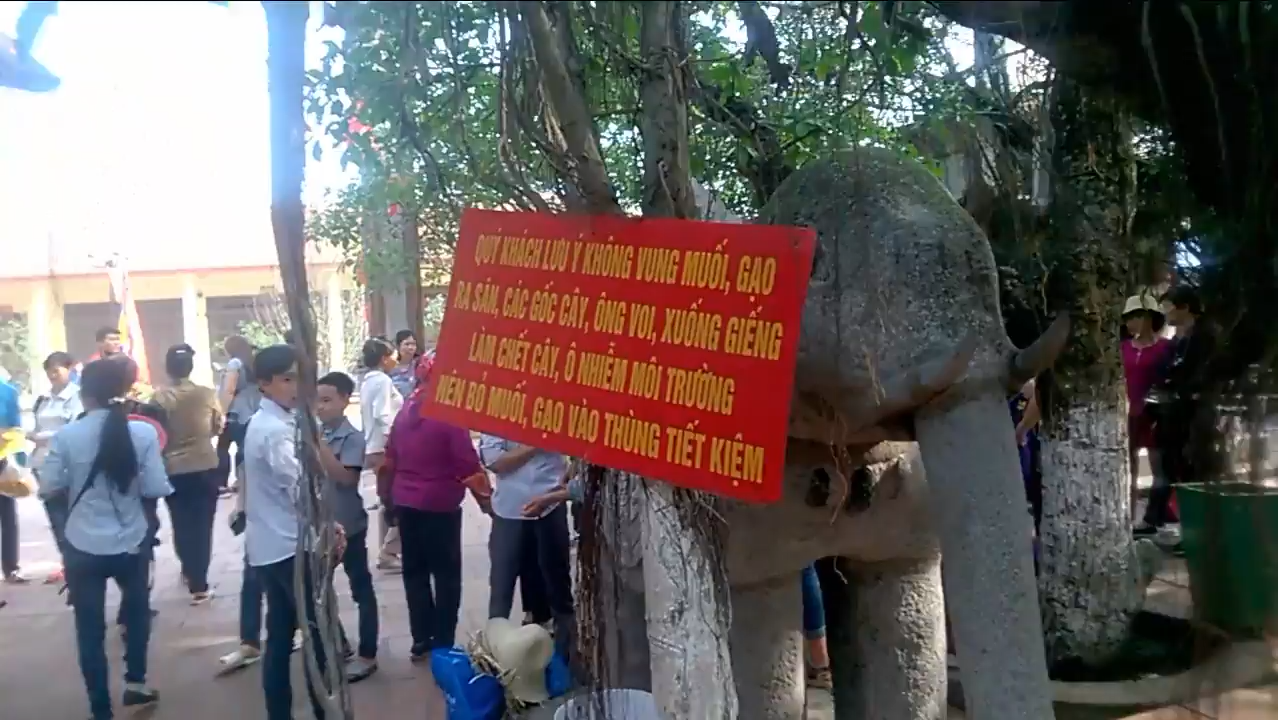 QUÝ KHÁCH LƯU Ý KHÔNG VUNG MUỐI, GẠO
RA SÂN, CÁC GỐC CÂY, ÔNG VOI, XUỐNG GIẾNG
LÀM CHẾT CÂY, Ô NHIỄM MÔI TRƯỜNG
NÊN BỎ MUỐI, GẠO VÀO THÙNG TIẾT KIỆM